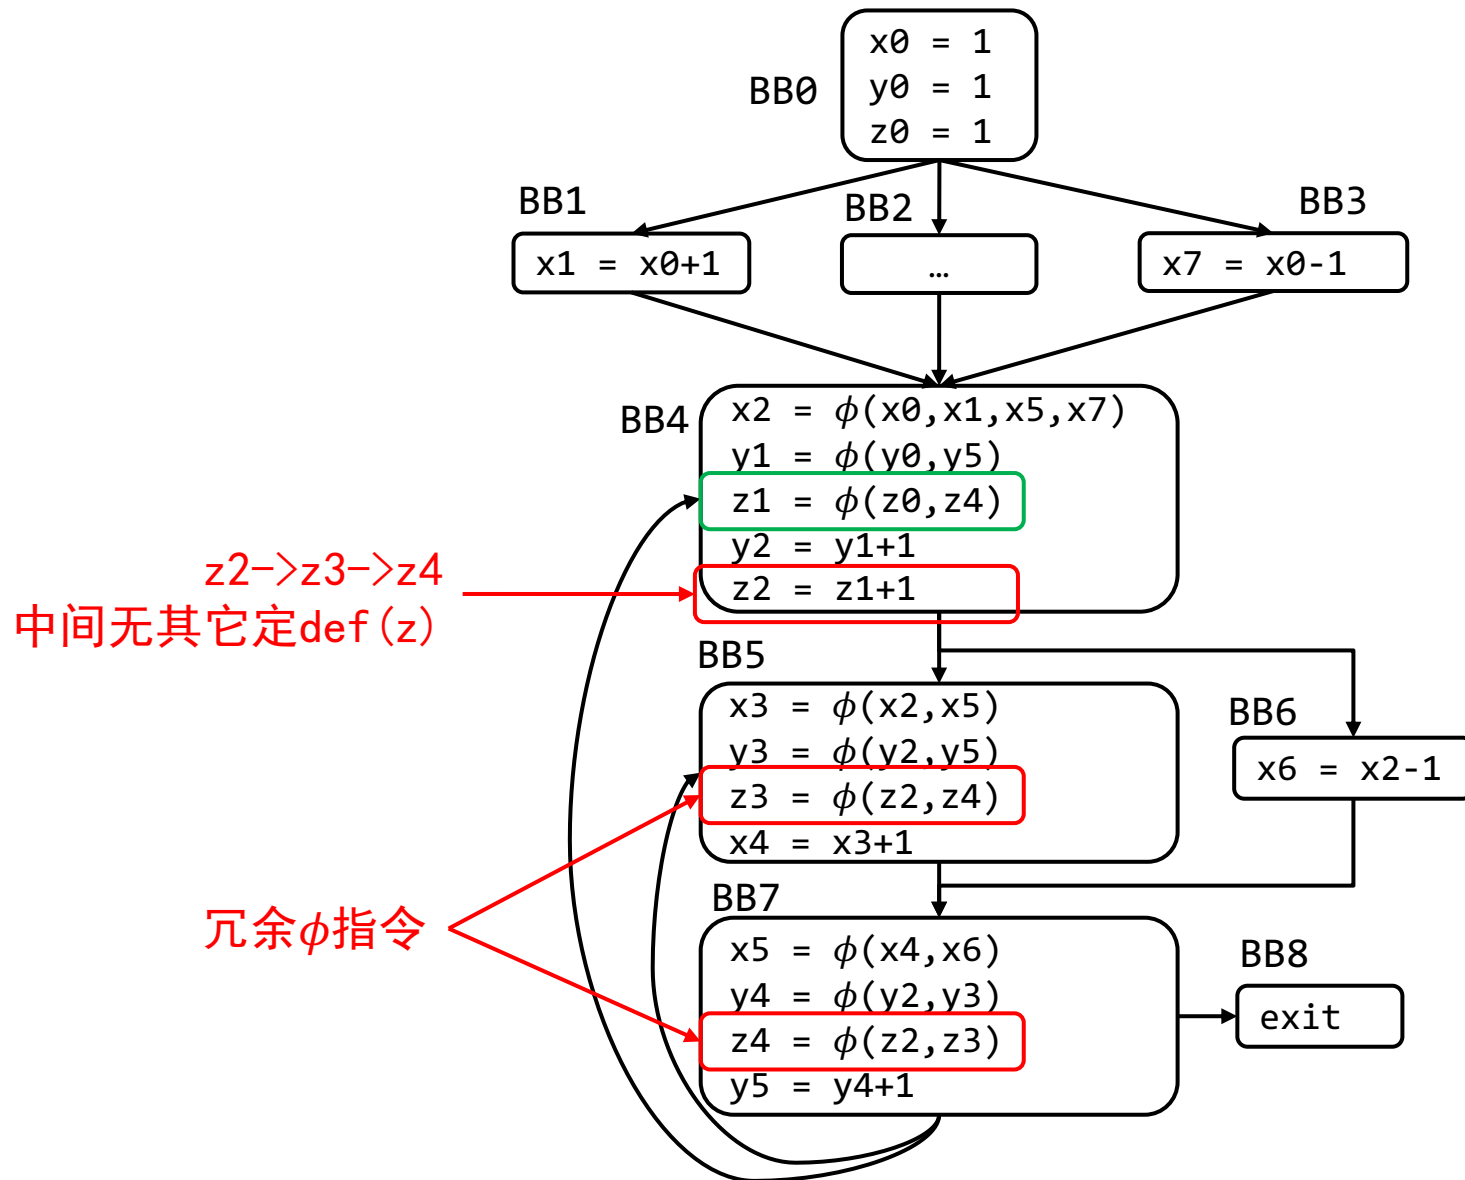 x0 = 1
BB0
y0 = 1
z0 = 1
BB1
BB2
BB3
x1 = x0+1
…
x7 = x0-1
BB4
x2 = ϕ(x0,x1,x5,x7)
y1 = ϕ(y0,y5)
z1 = ϕ(z0,z4)
y2 = y1+1
z2 = z1+1
z2->z3->z4
中间无其它定def(z)
BB5
x3 = ϕ(x2,x5)
y3 = ϕ(y2,y5)
z3 = ϕ(z2,z4)
x4 = x3+1
BB6
x6 = x2-1
冗余ϕ指令
BB7
x5 = ϕ(x4,x6)
y4 = ϕ(y2,y3)
z4 = ϕ(z2,z3)
y5 = y4+1
BB8
exit